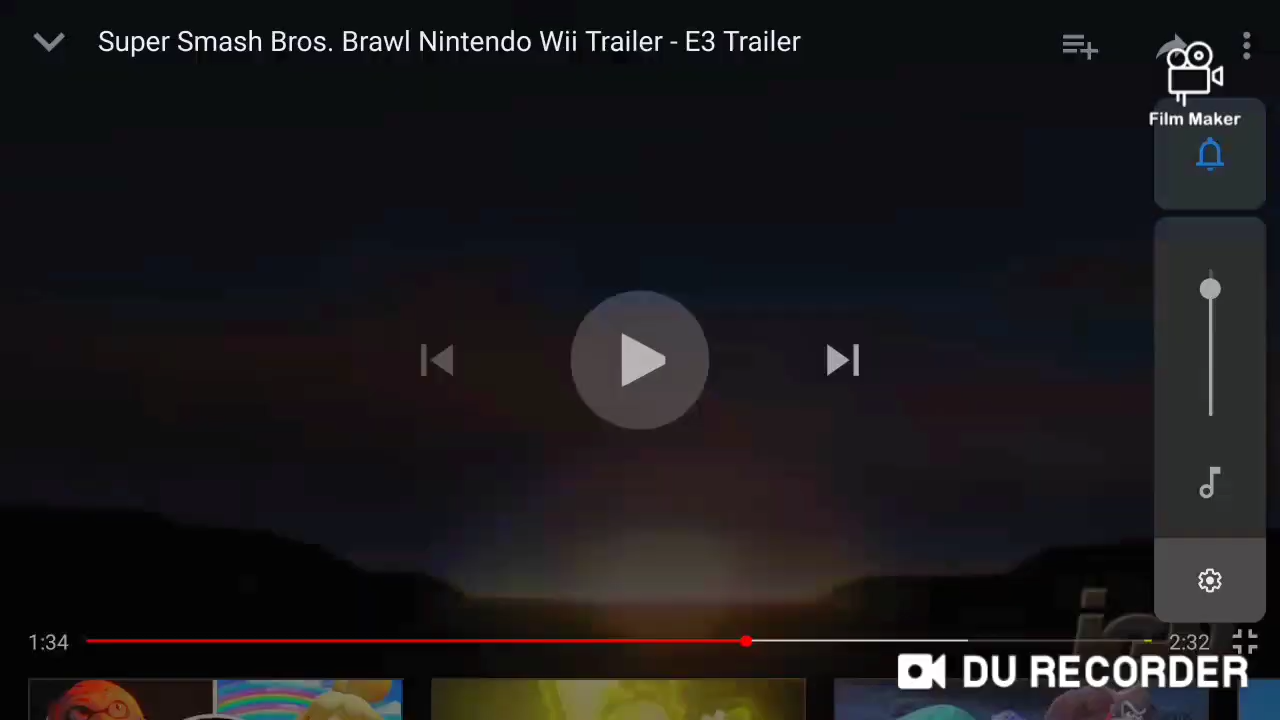 Super Smash Bros. Brawl Nintendo Wii Trailer - E3 Trailer
Film Maker
1:34
2:32
DU RECORDER